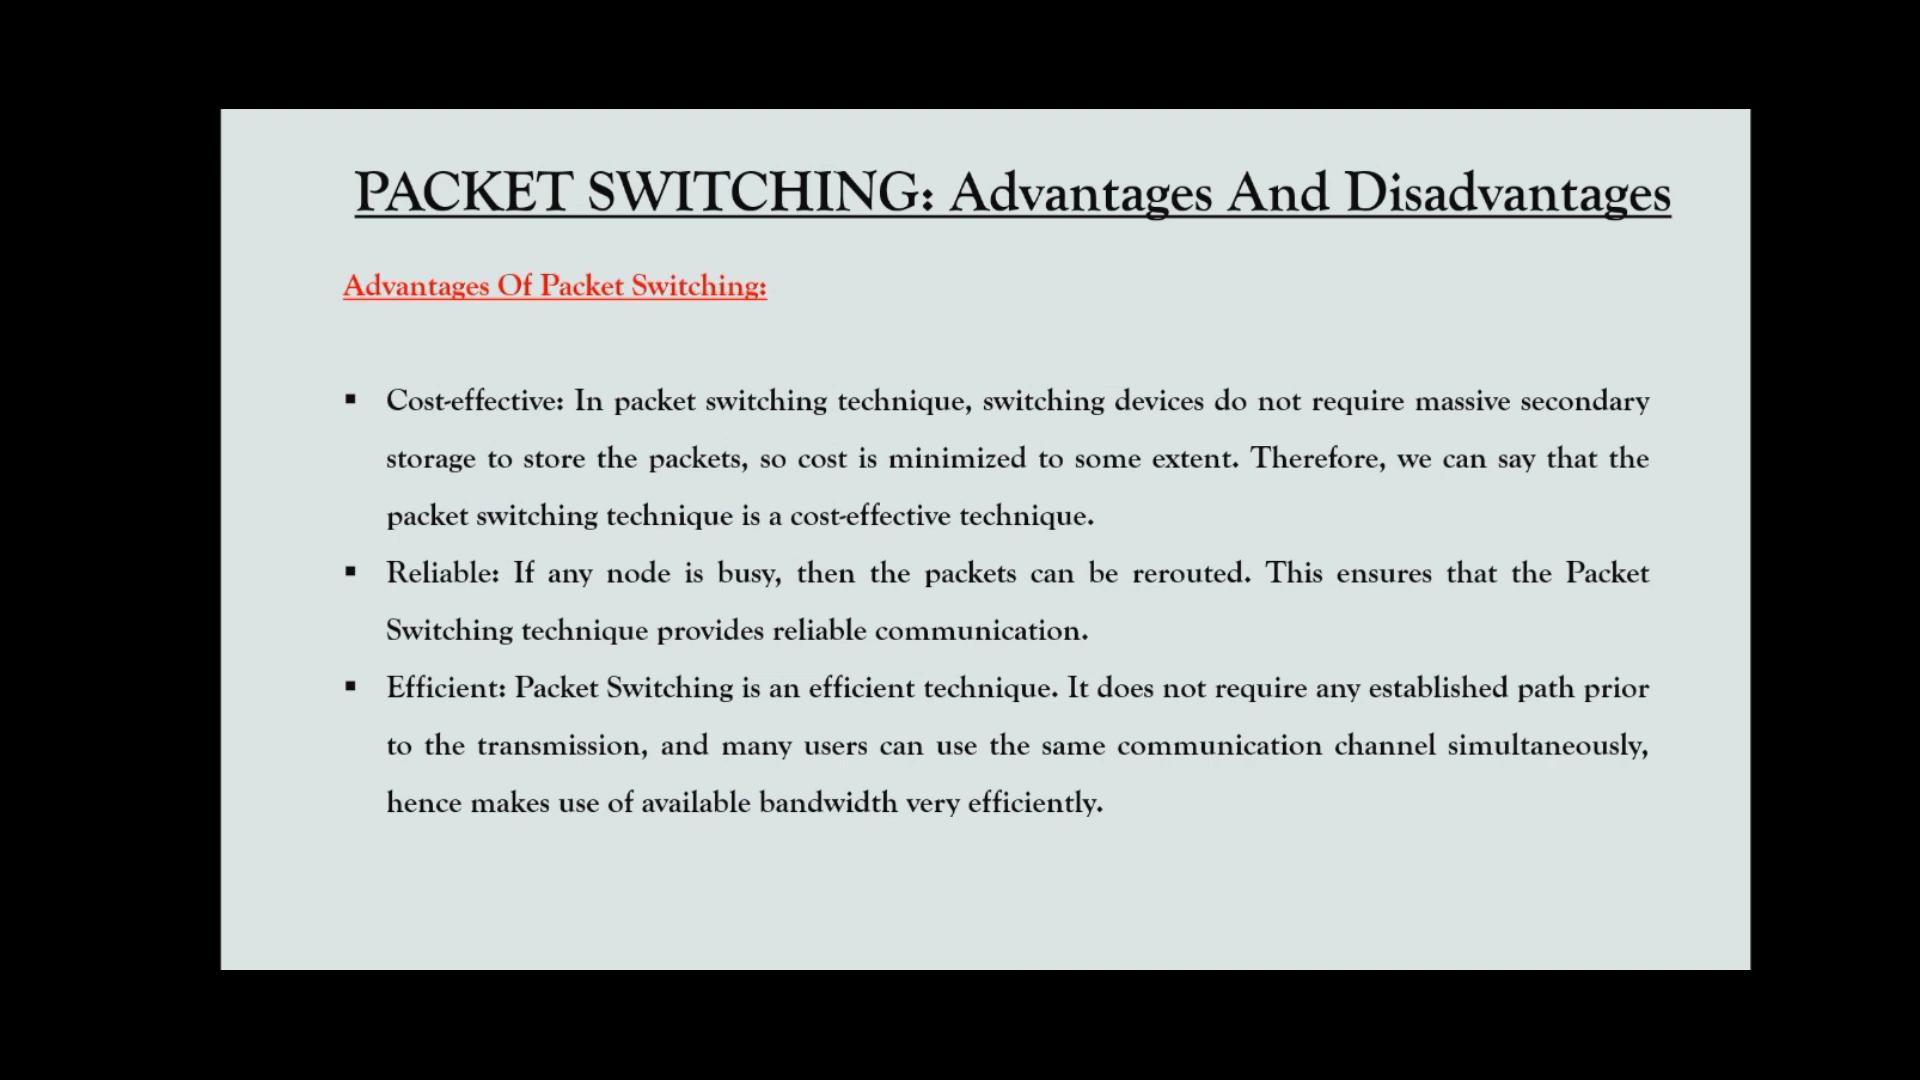 PACKET SWITCHING: Advantages And Disadvantages
Advantages Of Packet Switching:
▪ Cost-effective: In packet switching technique, switching devices do not require massive secondary
storage to store the packets, so cost is minimized to some extent. Therefore, we can say that the
packet switching technique is a cost-effective technique.
▪ Reliable: If any node is busy, then the packets can be rerouted. This ensures that the Packet
Switching technique provides reliable communication.
▪ Efficient: Packet Switching is an efficient technique. It does not require any established path prior
to the transmission, and many users can use the same communication channel simultaneously,
hence makes use of available bandwidth very efficiently.